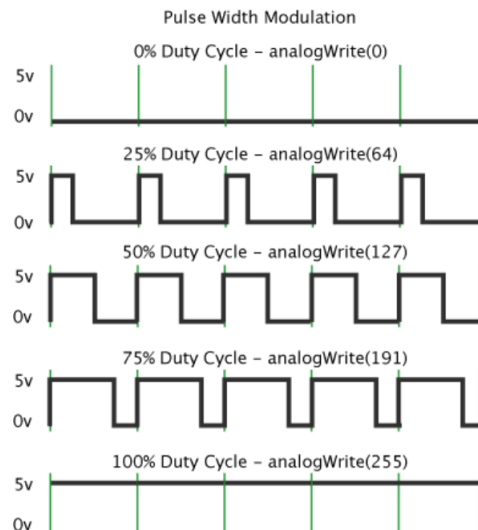 Pulse Width Modulation
0% Duty Cycle – analogWrite(0)
5v
0v
25% Duty Cycle – analogWrite(64)
5v
0v
50% Duty Cycle – analogWrite(127)
5v
0v
75% Duty Cycle – analogWrite(191)
5v
0v
100% Duty Cycle – analogWrite(255)
5v
0v